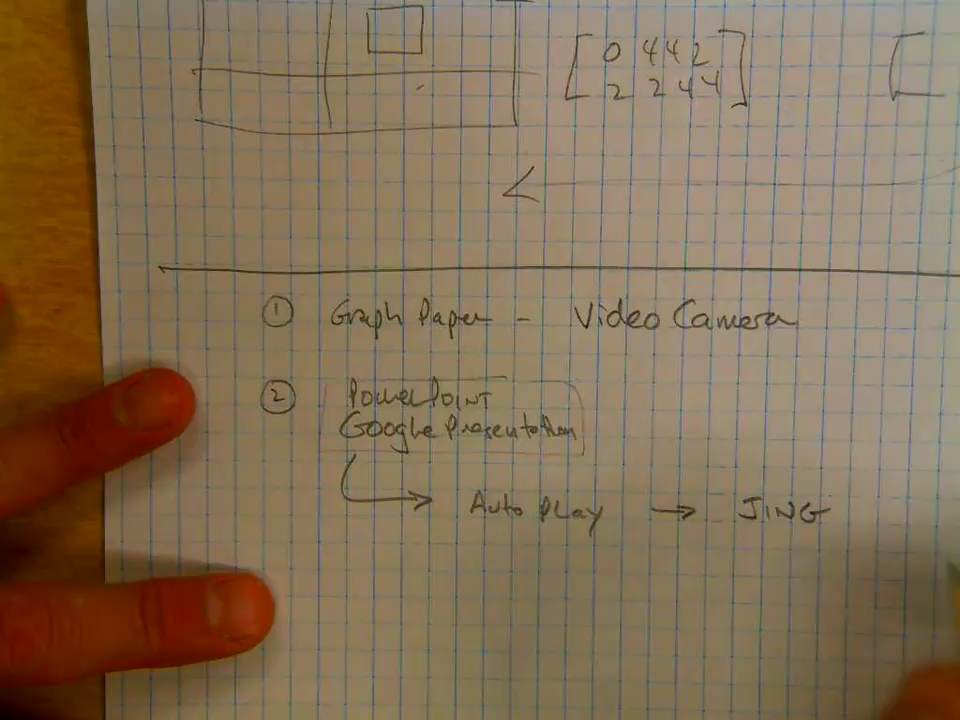 0 4 4 2
2 2 4 4
① Graph Paper - Video Camera
② PowerPoint
Google Presentation
Auto Play → JING